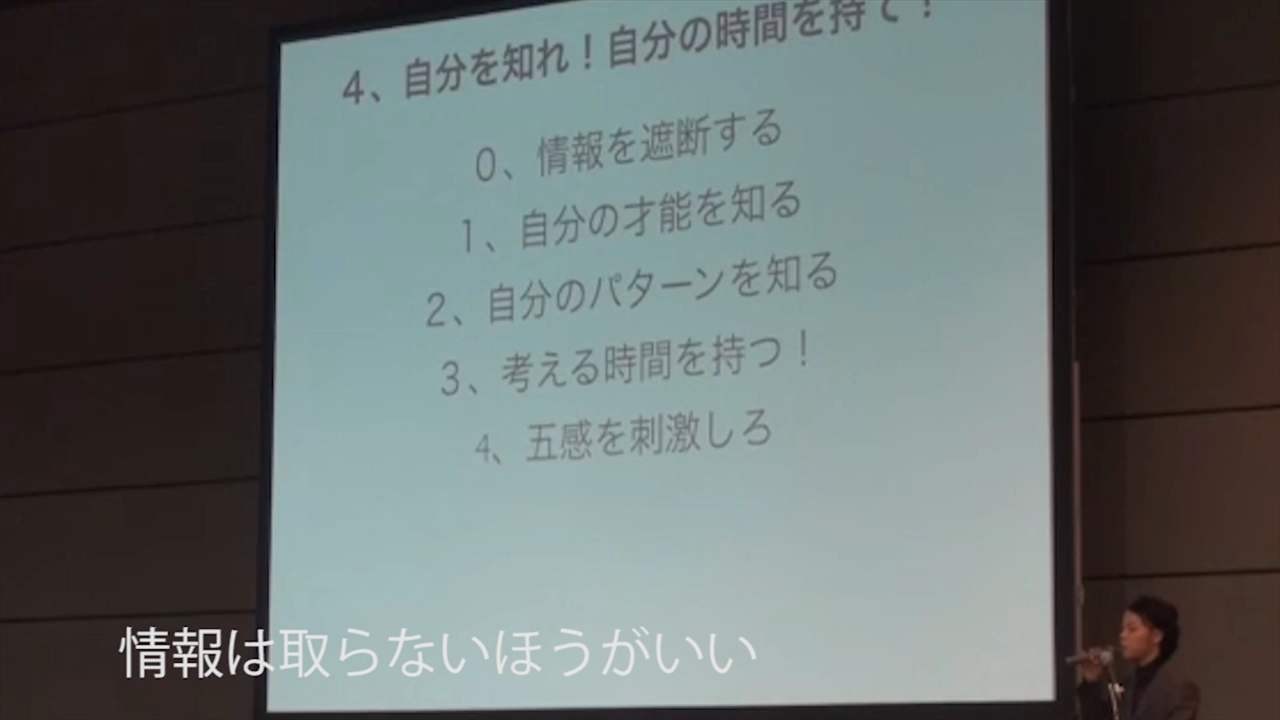 4、自分を知れ！自分の時間を持て！
0、情報を遮断する
1、自分の才能を知る
2、自分のパターンを知る
3、考える時間を持つ！
4、五感を刺激しろ
情報は取らないほうがいい